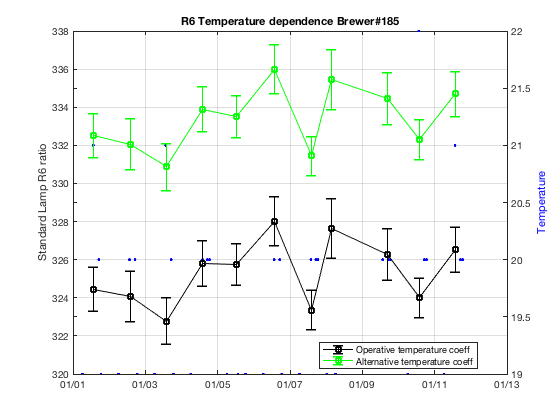 R6 Temperature dependence Brewer#185
Standard Lamp R6 ratio
338
336
334
332
330
328
326
324
322
320
22
21.5
21
20.5
20
19.5
19
Temperature
Operative temperature coeff
Alternative temperature coeff
01/01 01/03 01/05 01/07 01/09 01/11 01/13